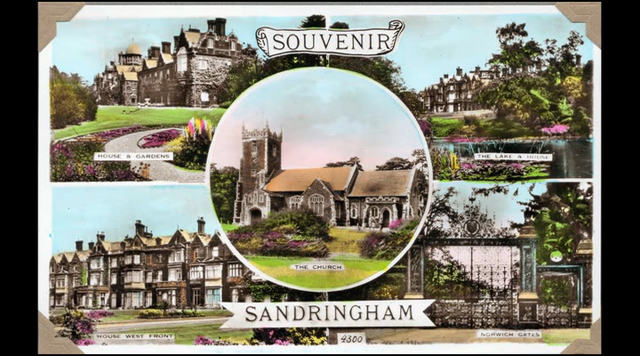 SOUVENIR
HOUSE & GARDENS
THE LAKE & HOUSE
THE CHURCH
HOUSE WEST FRONT
SANDRINGHAM
4300
NORWICH GATES